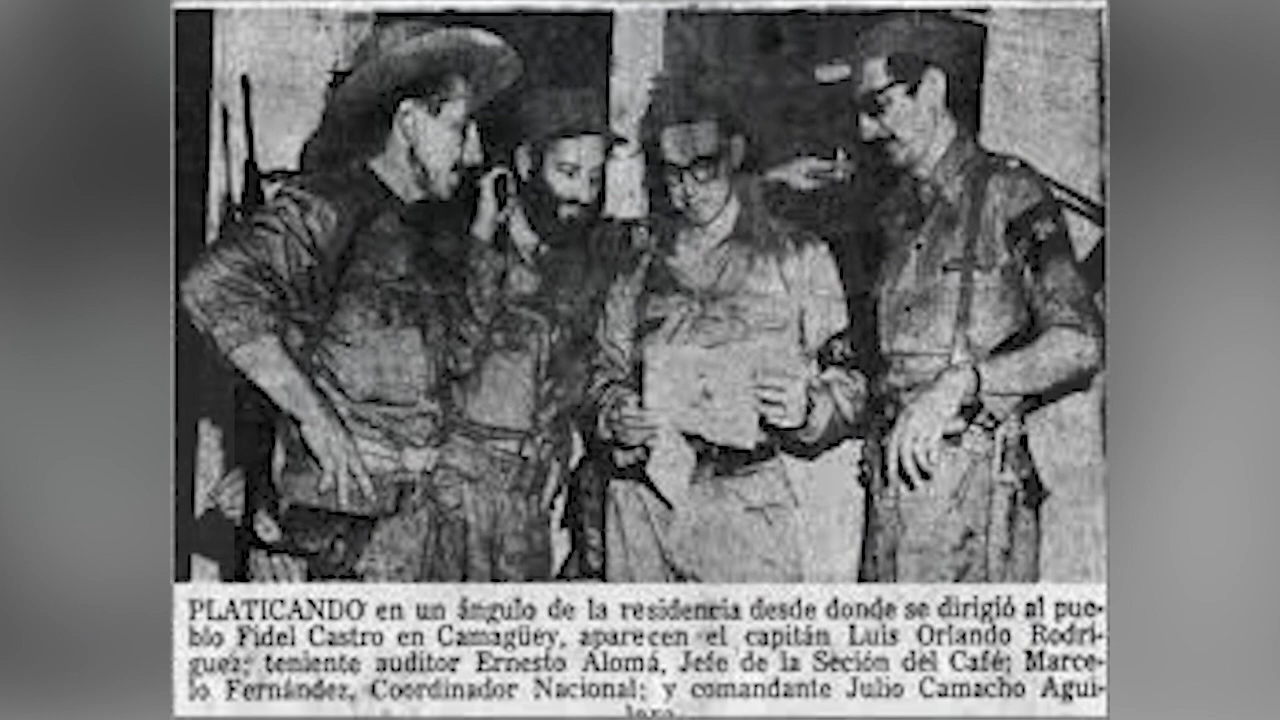 PLATICANDO en un ángulo de la residencia desde donde se dirigió al pue-
blo Fidel Castro en Camagüey, aparecen el capitán Luis Orlando Rodrí-
guez; teniente auditor Ernesto Alomá, Jefe de la Seción del Café; Marce-
lo Fernández, Coordinador Nacional; y comandante Julio Camacho Agui-
lera.